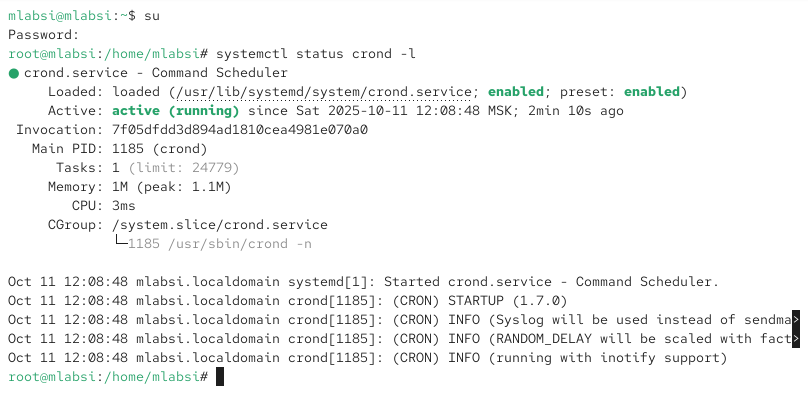 mlabsi@mlabsi:~$ su
Password:
root@mlabsi:/home/mlabsi# systemctl status crond -l
● crond.service - Command Scheduler
     Loaded: loaded (/usr/lib/systemd/system/crond.service; enabled; preset: enabled)
     Active: active (running) since Sat 2025-10-11 12:08:48 MSK; 2min 10s ago
 Invocation: 7f05dfdd3d894ad1810cea4981e070a0
   Main PID: 1185 (crond)
      Tasks: 1 (limit: 24779)
     Memory: 1M (peak: 1.1M)
        CPU: 3ms
     CGroup: /system.slice/crond.service
             └─1185 /usr/sbin/crond -n

Oct 11 12:08:48 mlabsi.localdomain systemd[1]: Started crond.service - Command Scheduler.
Oct 11 12:08:48 mlabsi.localdomain crond[1185]: (CRON) STARTUP (1.7.0)
Oct 11 12:08:48 mlabsi.localdomain crond[1185]: (CRON) INFO (Syslog will be used instead of sendma>
Oct 11 12:08:48 mlabsi.localdomain crond[1185]: (CRON) INFO (RANDOM_DELAY will be scaled with fact>
Oct 11 12:08:48 mlabsi.localdomain crond[1185]: (CRON) INFO (running with inotify support)
root@mlabsi:/home/mlabsi#